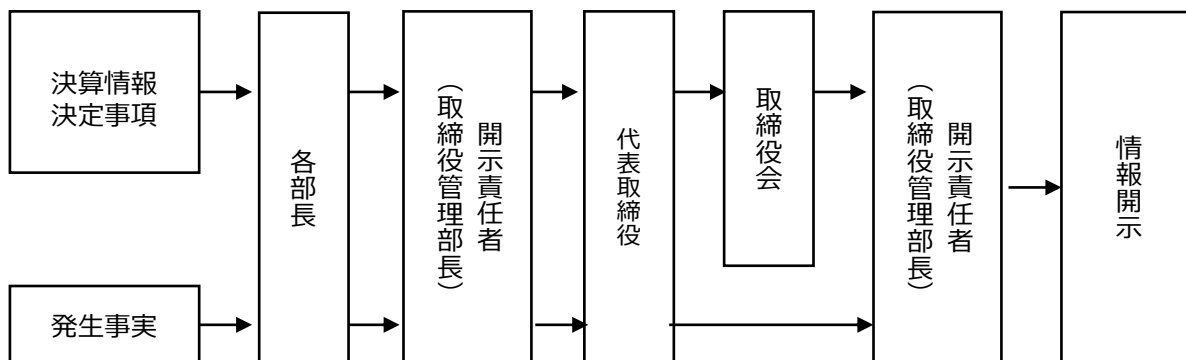 決算情報
決定事項
発生事実
各部長
開示責任者
（取締役管理部長）
代表取締役
取締役会
開示責任者
（取締役管理部長）
情報開示